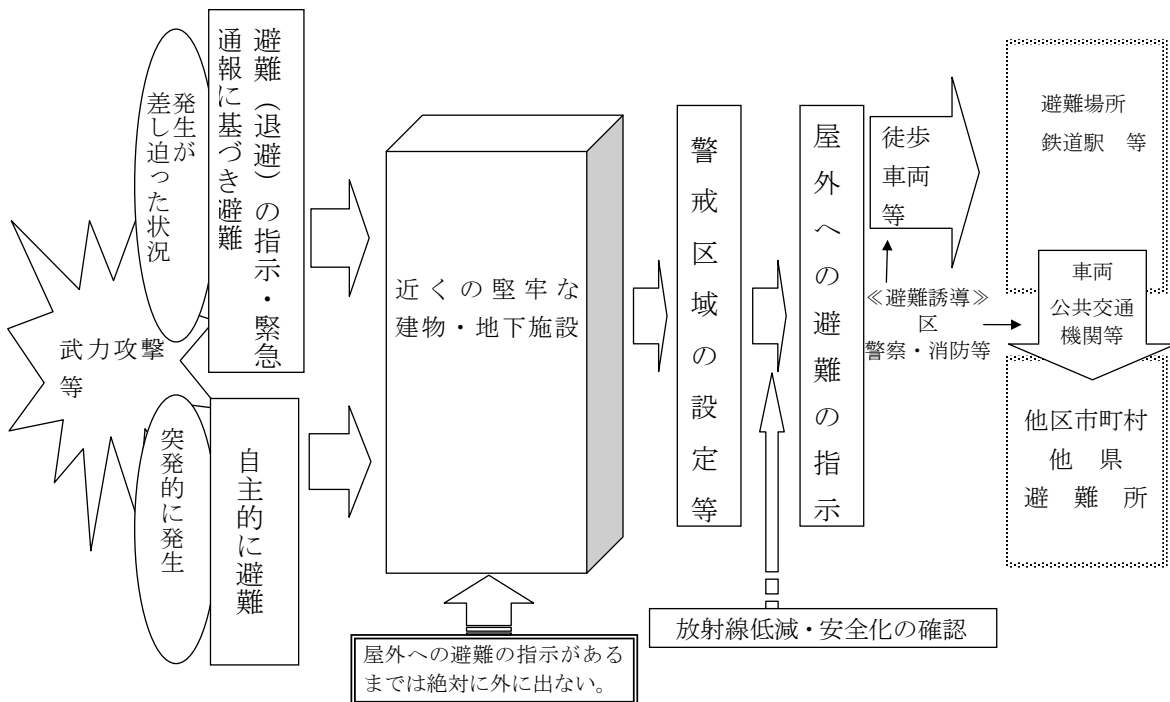 武力攻撃
等
発生が
差し迫った状況
避難（退避）の指示・緊急
通報に基づき避難
突発的に発生
自主的に避難
近くの堅牢な
建物・地下施設
屋外への避難の指示がある
までは絶対に外に出ない。
警戒区域の設定等
放射線低減・安全化の確認
屋外への避難の指示
徒歩
車両
等
≪避難誘導≫
区
警察・消防等
避難場所
鉄道駅 等
車両
公共交通
機関等
他区市町村
他 県
避 難 所